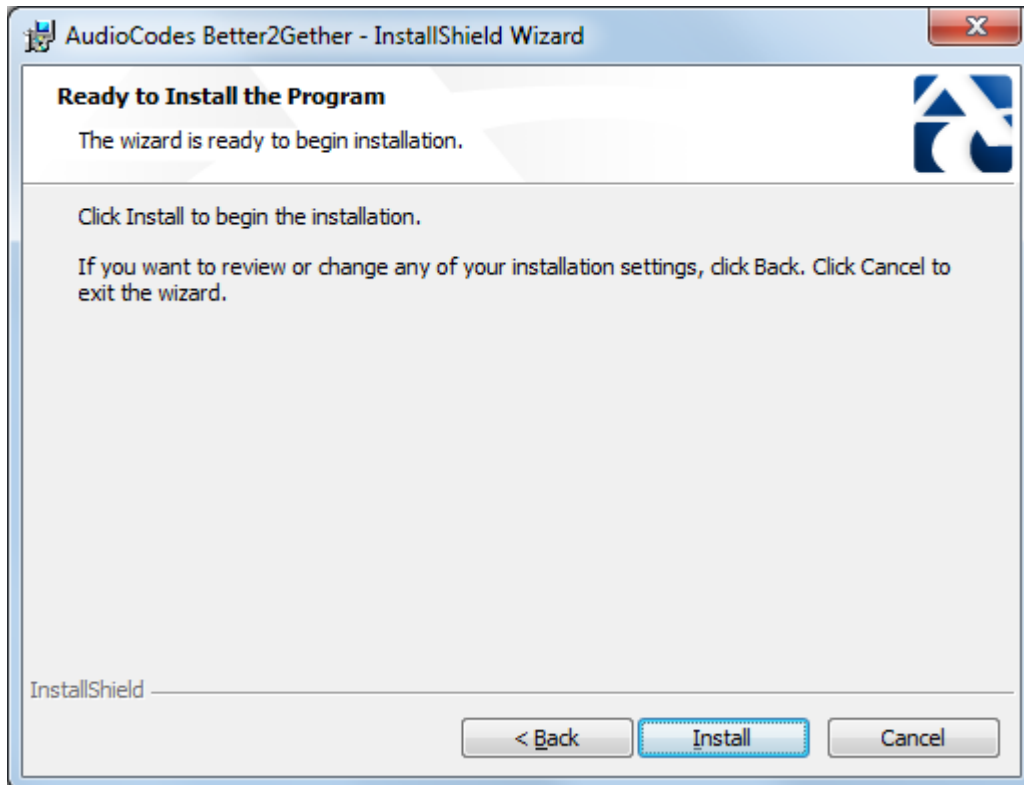 AudioCodes Better2Gether - InstallShield Wizard
Ready to Install the Program
The wizard is ready to begin installation.
Click Install to begin the installation.
If you want to review or change any of your installation settings, click Back. Click Cancel to
exit the wizard.
InstallShield
< Back
Install
Cancel